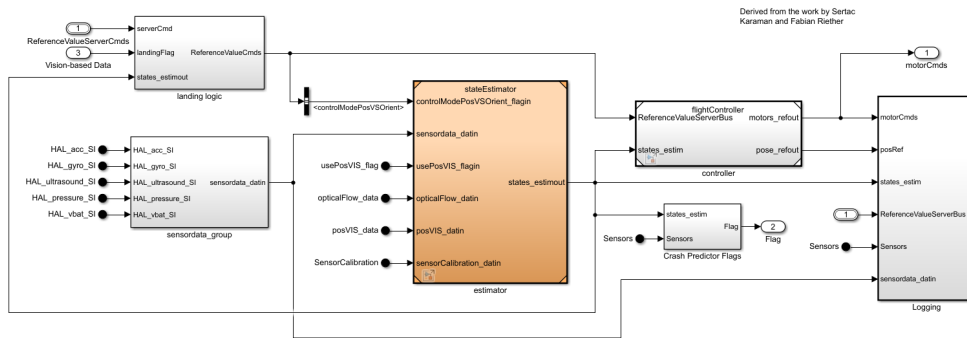 Derived from the work by Sertac
Karaman and Fabian Riether
1
ReferenceValueServerCmds
3
Vision-based Data
serverCmd
landingFlag
states_estimout
ReferenceValueCmds
landing logic
<controlModePosVSOrient>
HAL_acc_SI
HAL_gyro_SI
HAL_ultrasound_SI
HAL_pressure_SI
HAL_vbat_SI
HAL_acc_SI
HAL_gyro_SI
HAL_ultrasound_SI
HAL_pressure_SI
HAL_vbat_SI
sensordata_datin
sensordata_group
usePosVIS_flag
opticalFlow_data
posVIS_data
SensorCalibration
stateEstimator
controlModePosVSOrient_flagin
sensordata_datin
usePosVIS_flagin
opticalFlow_datin
posVIS_datin
sensorCalibration_datin
states_estimout
estimator
flightController
ReferenceValueServerBus
states_estim
motors_refout
pose_refout
controller
Sensors
states_estim
Sensors
Flag
Crash Predictor Flags
2
Flag
1
motorCmds
1
Sensors
motorCmds
posRef
states_estim
ReferenceValueServerBus
Sensors
sensordata_datin
Logging